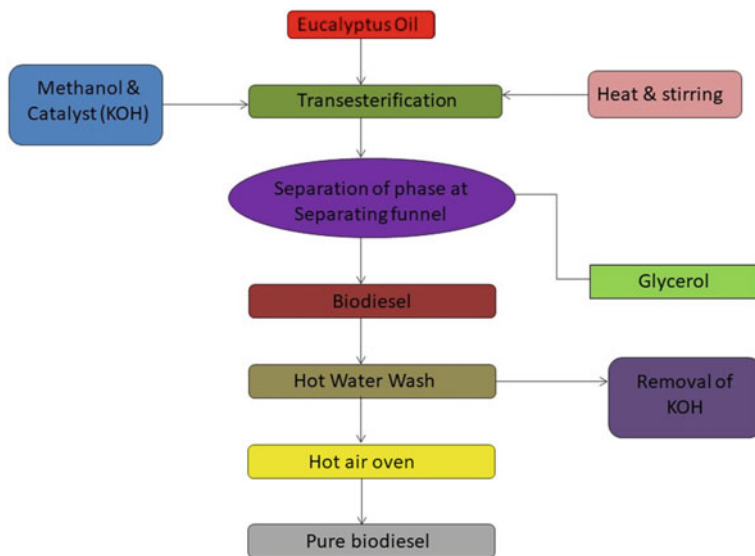 Eucalyptus Oil
Methanol &
Catalyst (KOH)
Transesterification
Heat & stirring
Separation of phase at
Separating funnel
Glycerol
Biodiesel
Hot Water Wash
Removal of
KOH
Hot air oven
Pure biodiesel